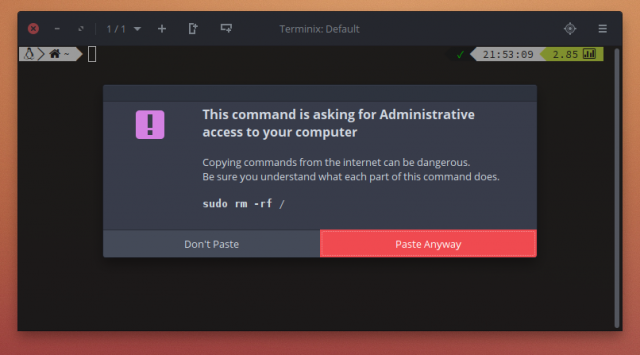 1 / 1
Terminix: Default
~
✓ 21:53:09 2.85
!
This command is asking for Administrative
access to your computer
Copying commands from the internet can be dangerous.
Be sure you understand what each part of this command does.
sudo rm -rf /
Don't Paste
Paste Anyway